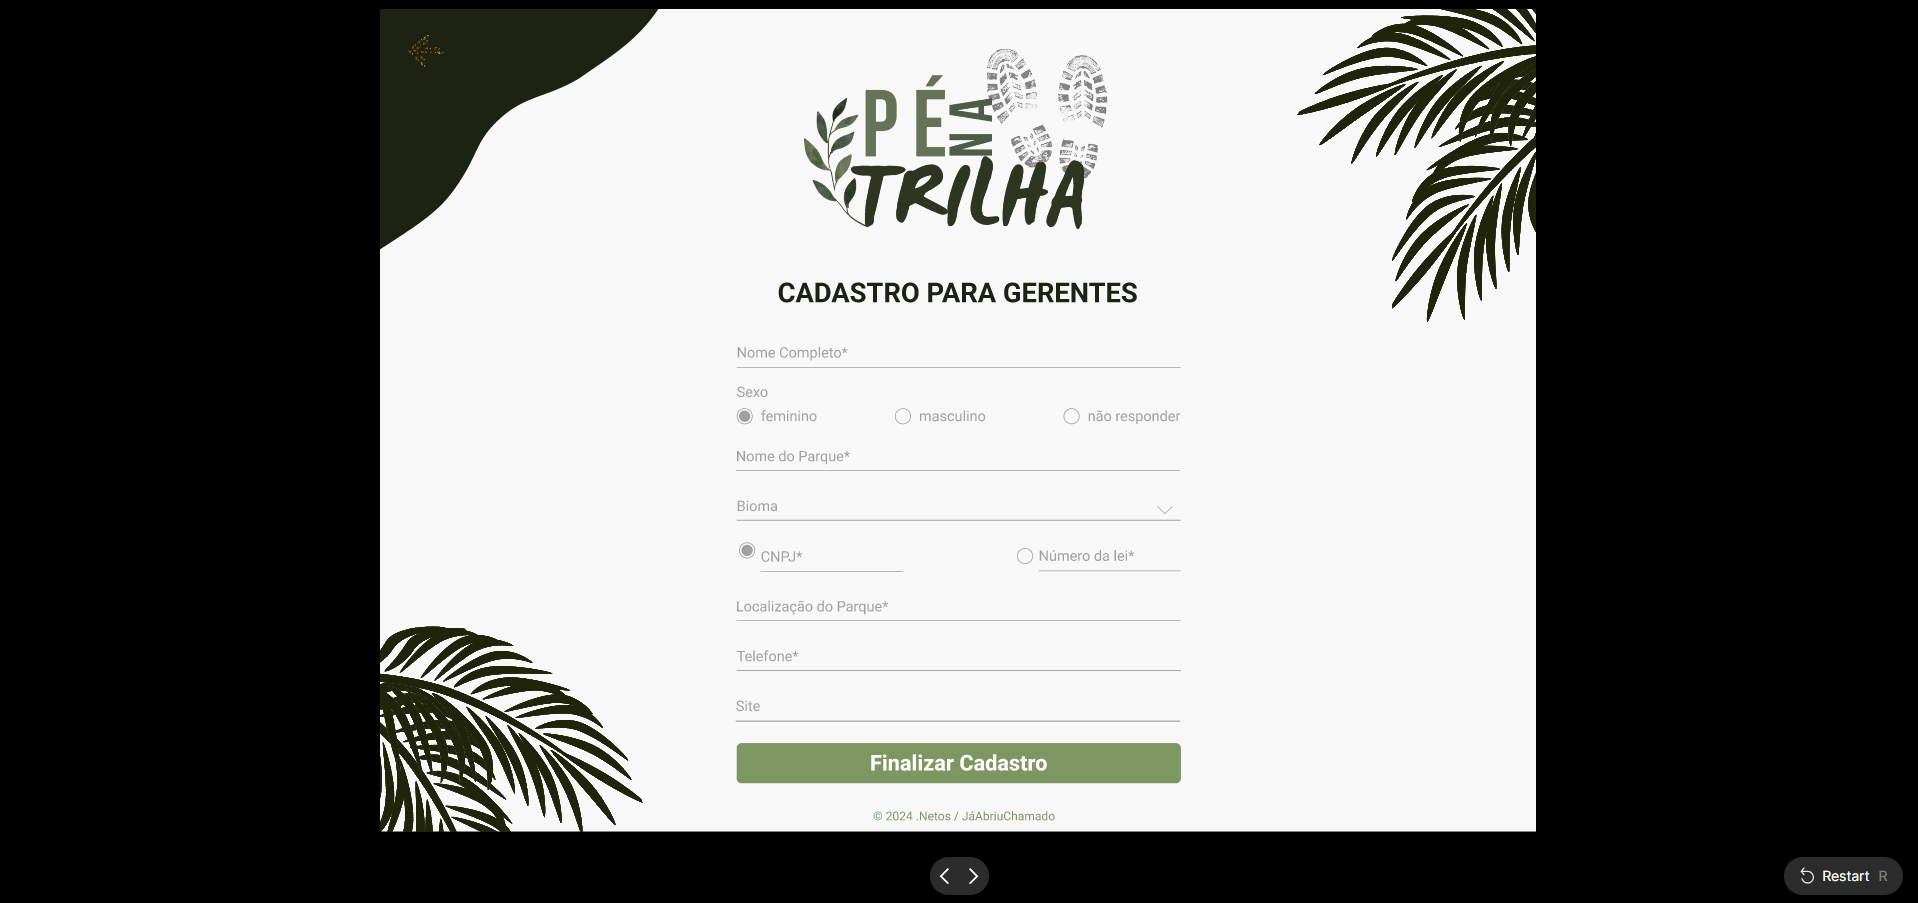 PÉ NA
TRILHA
CADASTRO PARA GERENTES
Nome Completo*
Sexo
feminino masculino não responder
Nome do Parque*
Bioma
CNPJ* Número da lei*
Localização do Parque*
Telefone*
Site
Finalizar Cadastro
© 2024 .Netos / JáAbriuChamado
Restart R